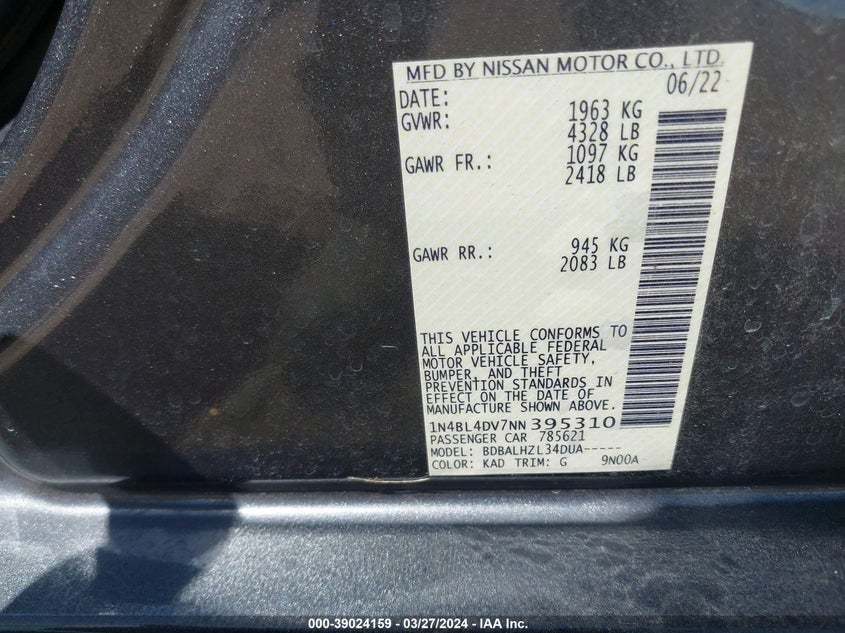 MFD BY NISSAN MOTOR CO., LTD.
DATE: 06/22
GVWR: 1963 KG
4328 LB
GAWR FR.: 1097 KG
2418 LB
GAWR RR.: 945 KG
2083 LB
THIS VEHICLE CONFORMS TO
ALL APPLICABLE FEDERAL
MOTOR VEHICLE SAFETY,
BUMPER, AND THEFT
PREVENTION STANDARDS IN
EFFECT ON THE DATE OF
MANUFACTURE SHOWN ABOVE.
1N4BL4DV7NN395310
PASSENGER CAR 785621
MODEL: BDBALHZL34DUA-----
COLOR: KAD TRIM: G 9N00A
000-39024159 - 03/27/2024 - IAA Inc.